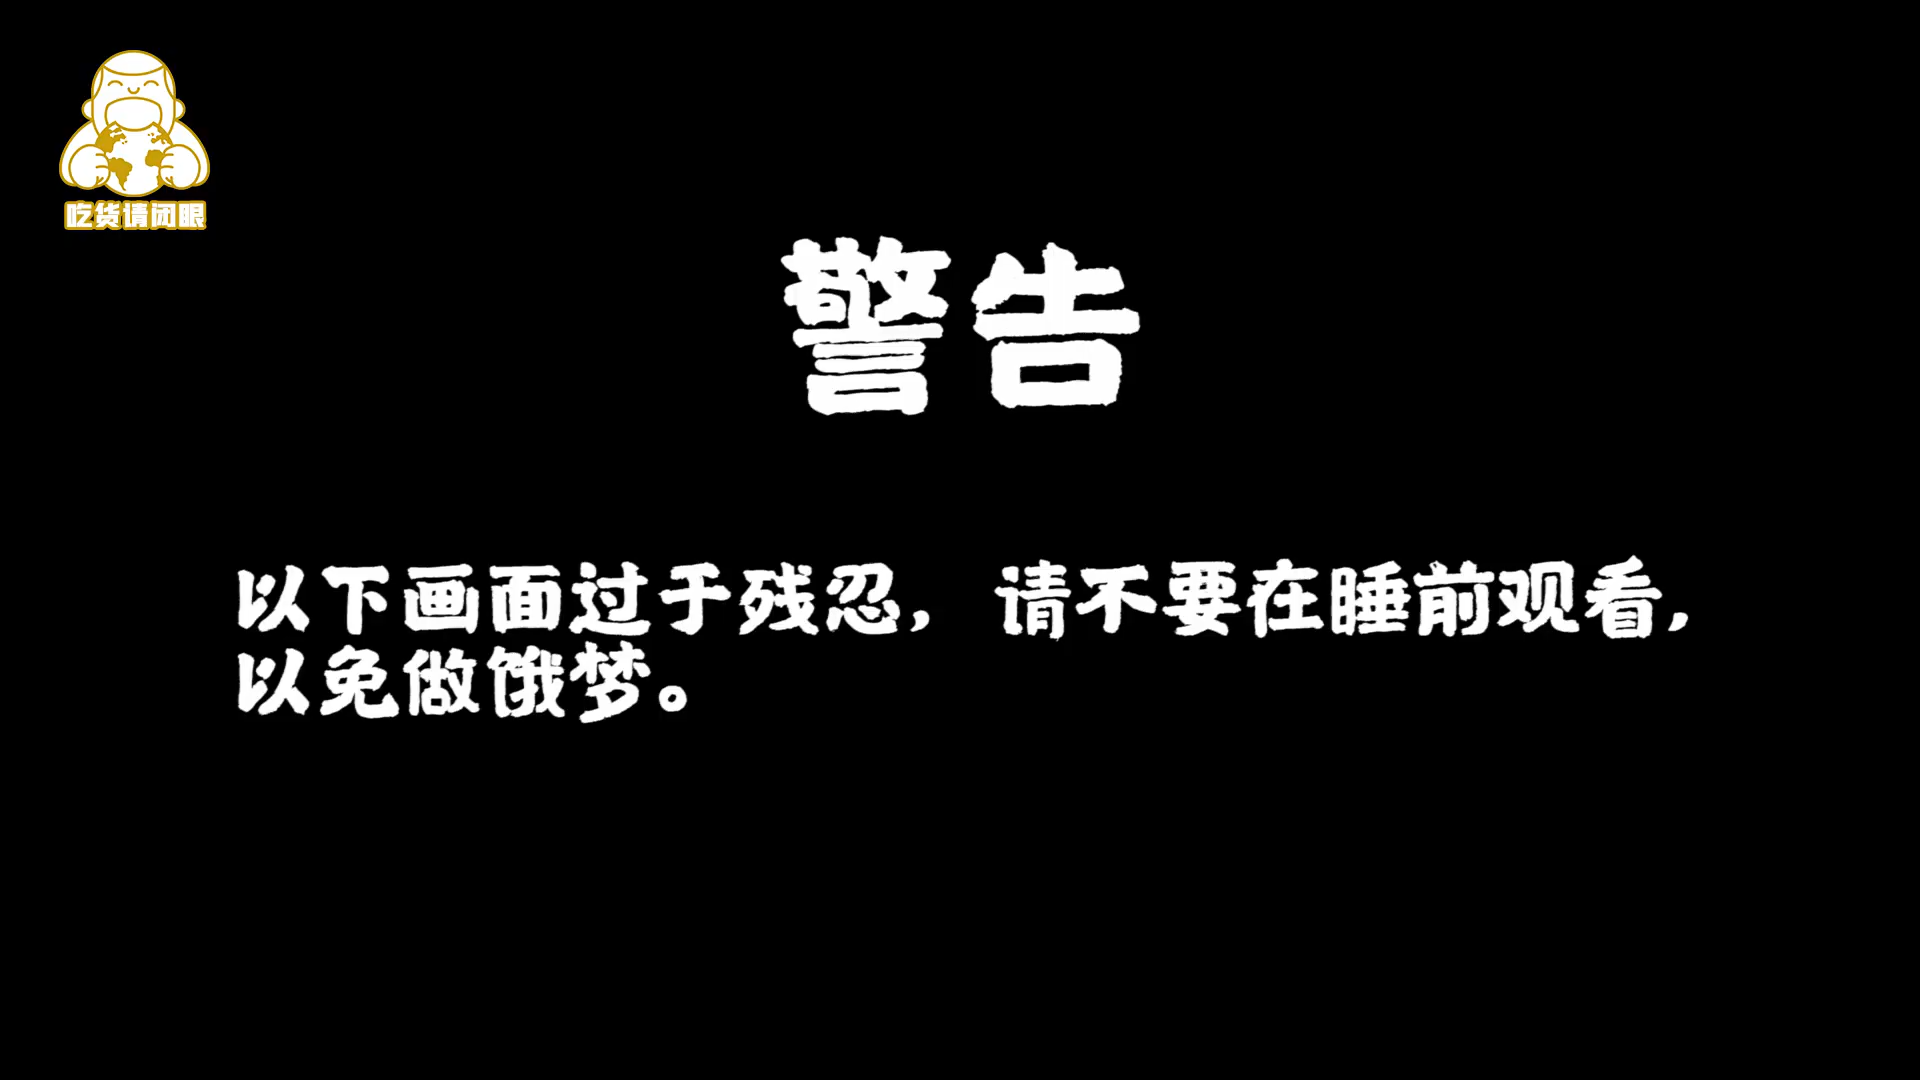 吃货请闭眼
警告
以下画面过于残忍，请不要在睡前观看，
以免做饿梦。